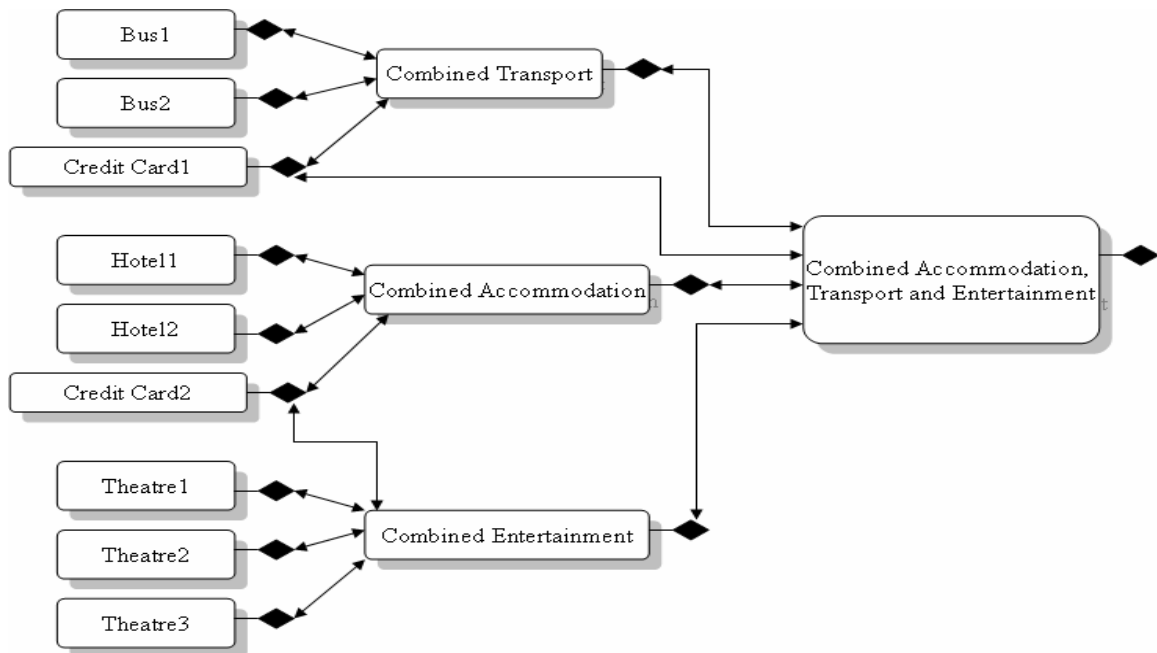 Bus1
Combined Transport
Bus2
Credit Card1
Hotel1
Combined Accommodation
Hotel2
Credit Card2
Combined Accommodation,
Transport and Entertainment
Theatre1
Combined Entertainment
Theatre2
Theatre3